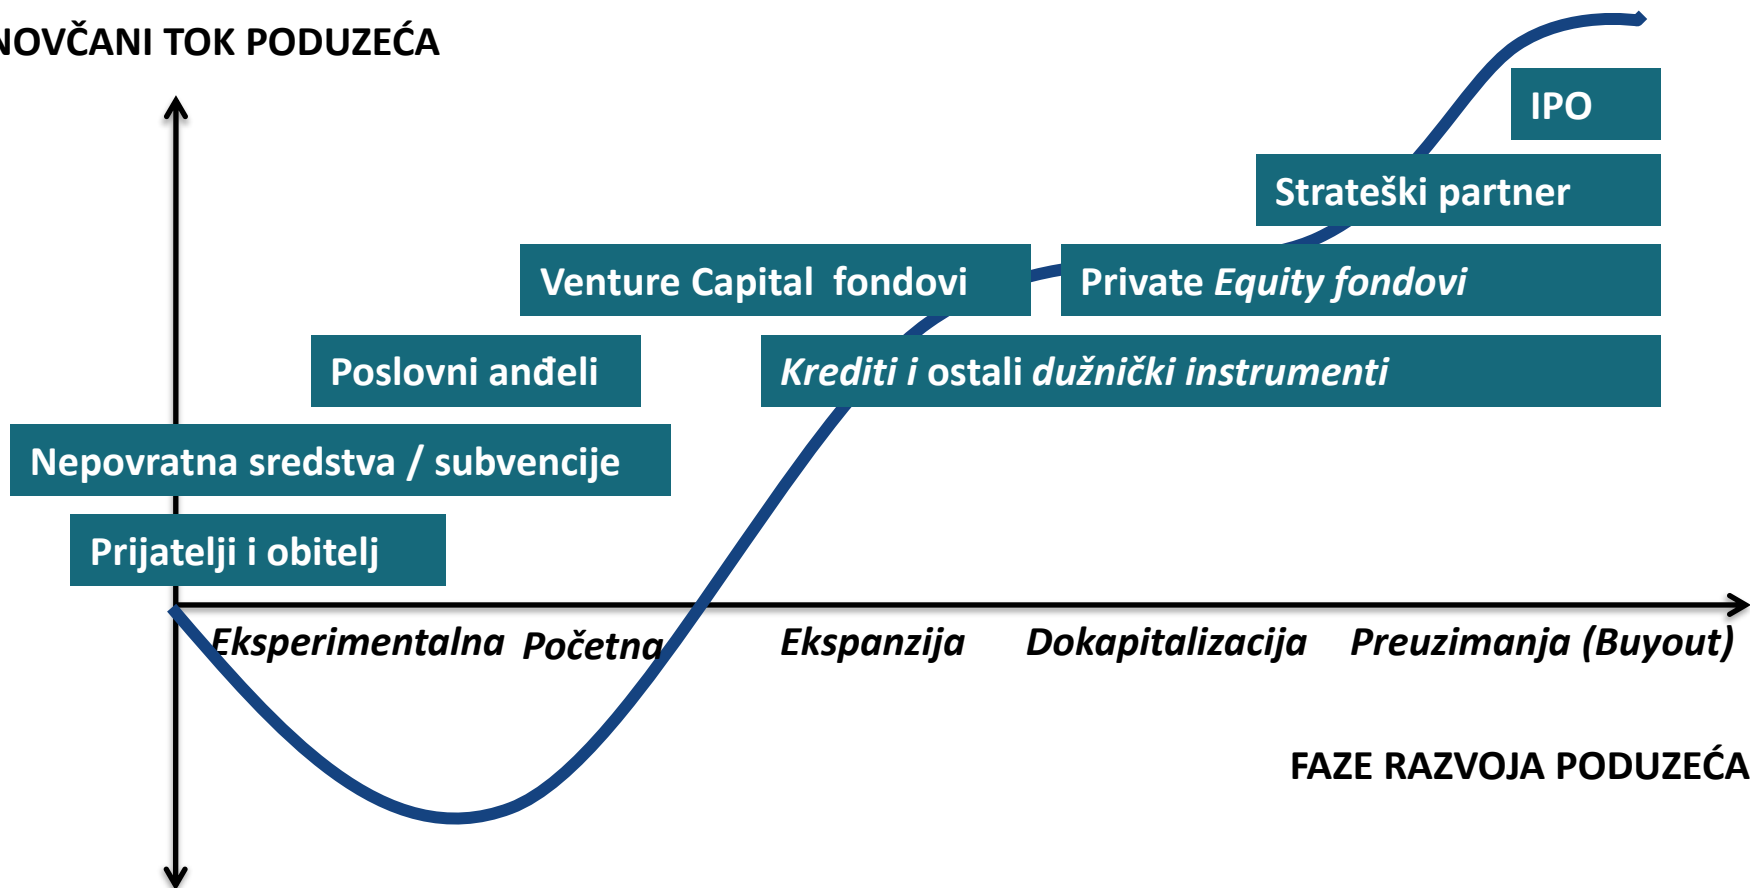 NOVČANI TOK PODUZEĆA
IPO
Strateški partner
Venture Capital fondovi
Private Equity fondovi
Poslovni anđeli
Krediti i ostali dužnički instrumenti
Nepovratna sredstva / subvencije
Prijatelji i obitelj
Eksperimentalna
Početna
Ekspanzija
Dokapitalizacija
Preuzimanja (Buyout)
FAZE RAZVOJA PODUZEĆA